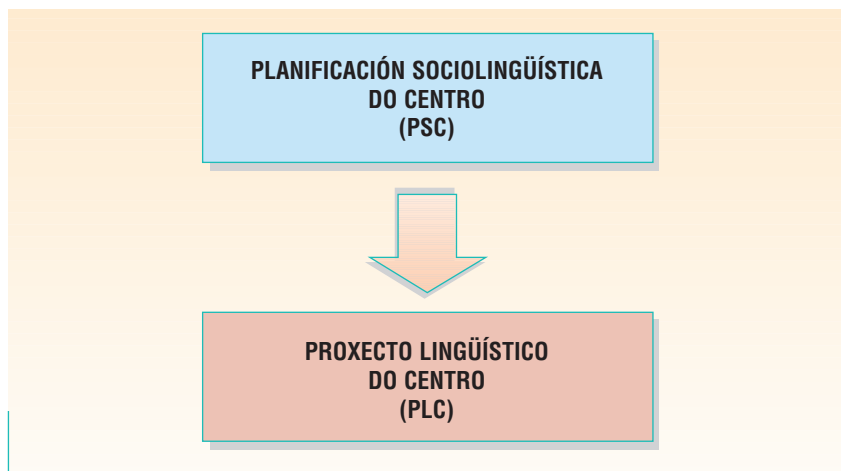 PLANIFICACIÓN SOCIOLINGÜÍSTICA
DO CENTRO
(PSC)
PROXECTO LINGÜÍSTICO
DO CENTRO
(PLC)